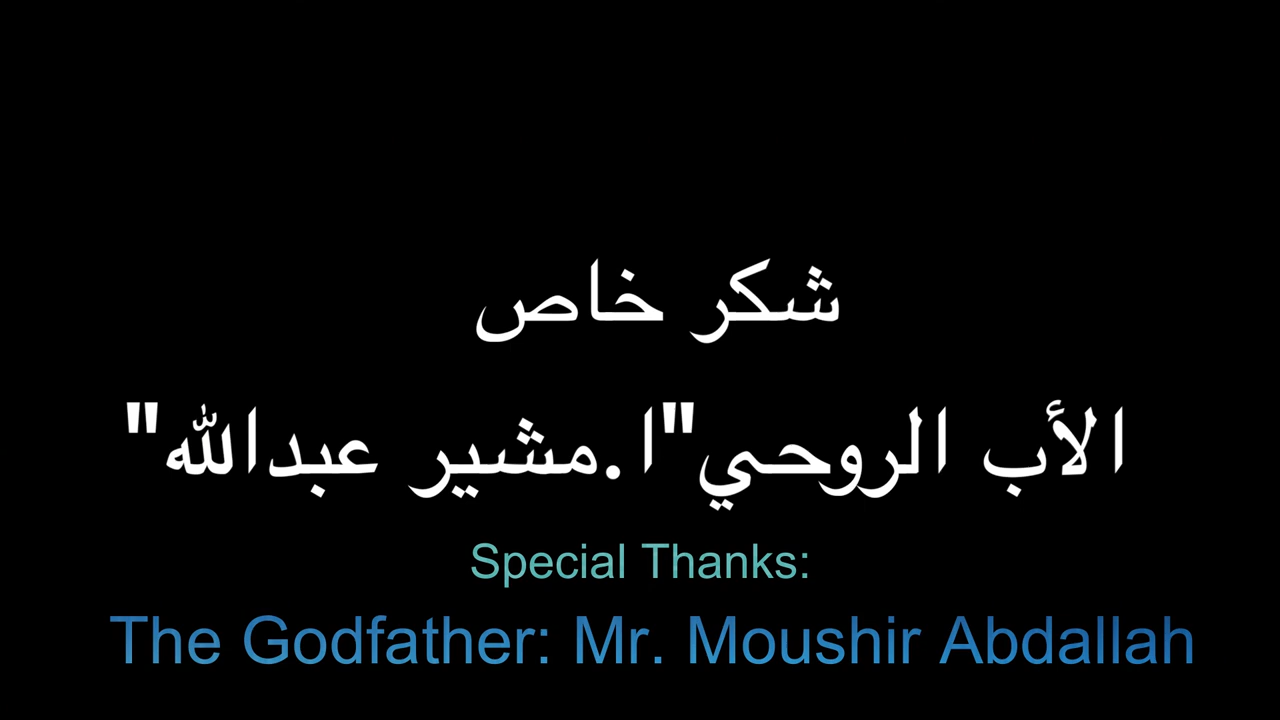 شكر خاص
الأب الروحي"ا.مشير عبدالله"
Special Thanks:
The Godfather: Mr. Moushir Abdallah